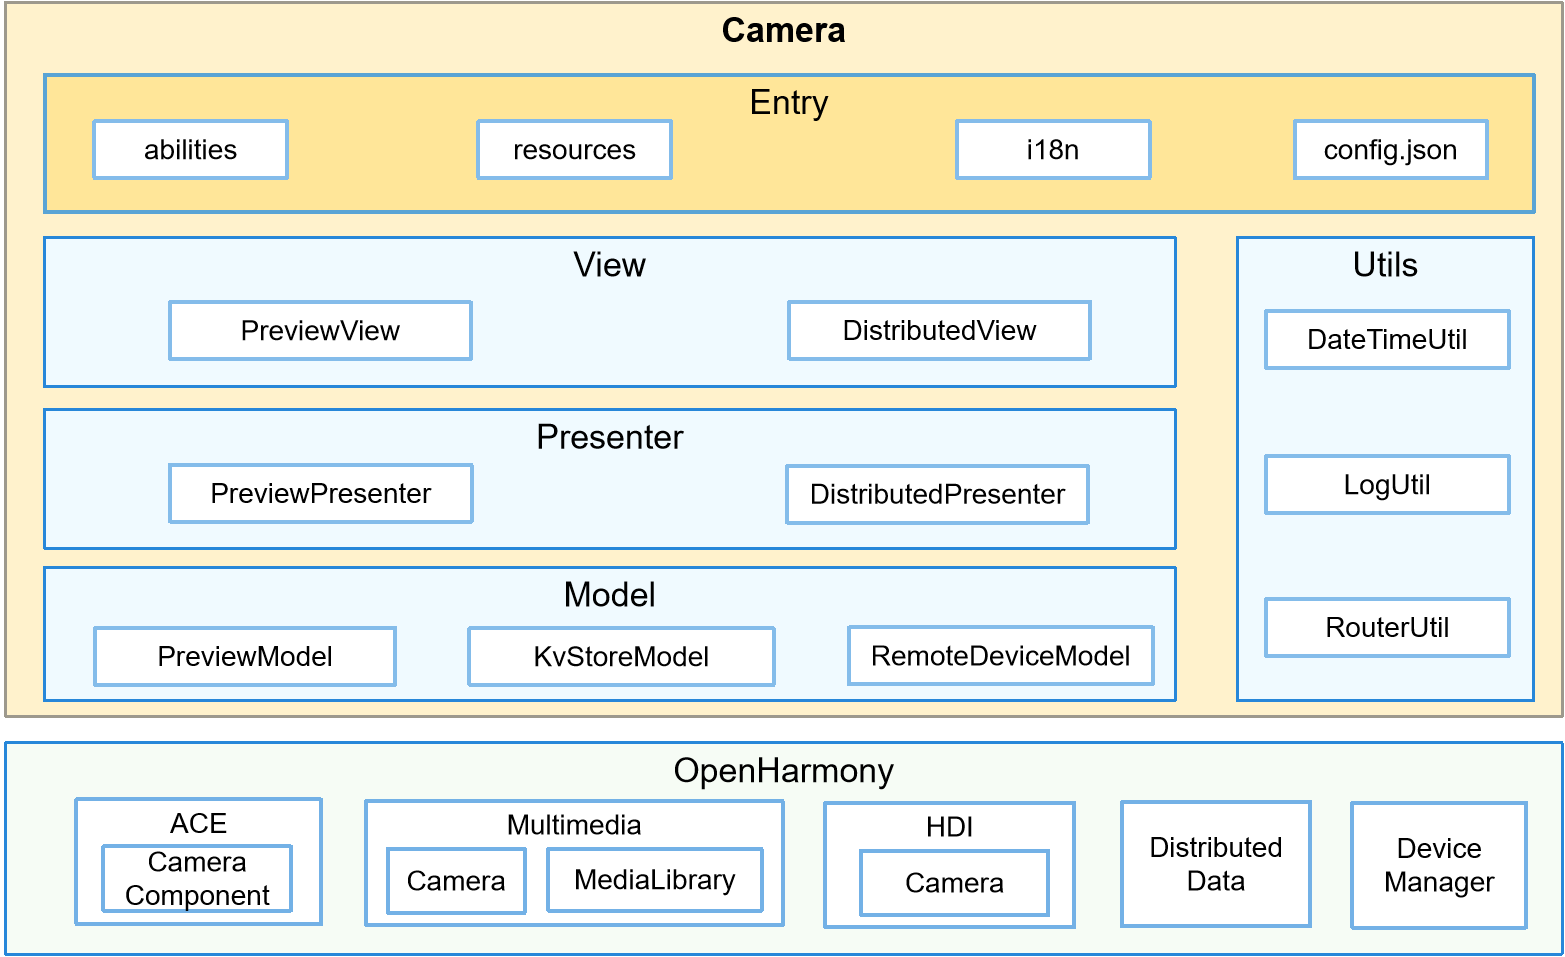 Camera
Entry
abilities
resources
i18n
config.json
View
PreviewView
DistributedView
Presenter
PreviewPresenter
DistributedPresenter
Model
PreviewModel
KvStoreModel
RemoteDeviceModel
Utils
DateTimeUtil
LogUtil
RouterUtil
OpenHarmony
ACE
Camera
Component
Multimedia
Camera
MediaLibrary
HDI
Camera
Distributed
Data
Device
Manager